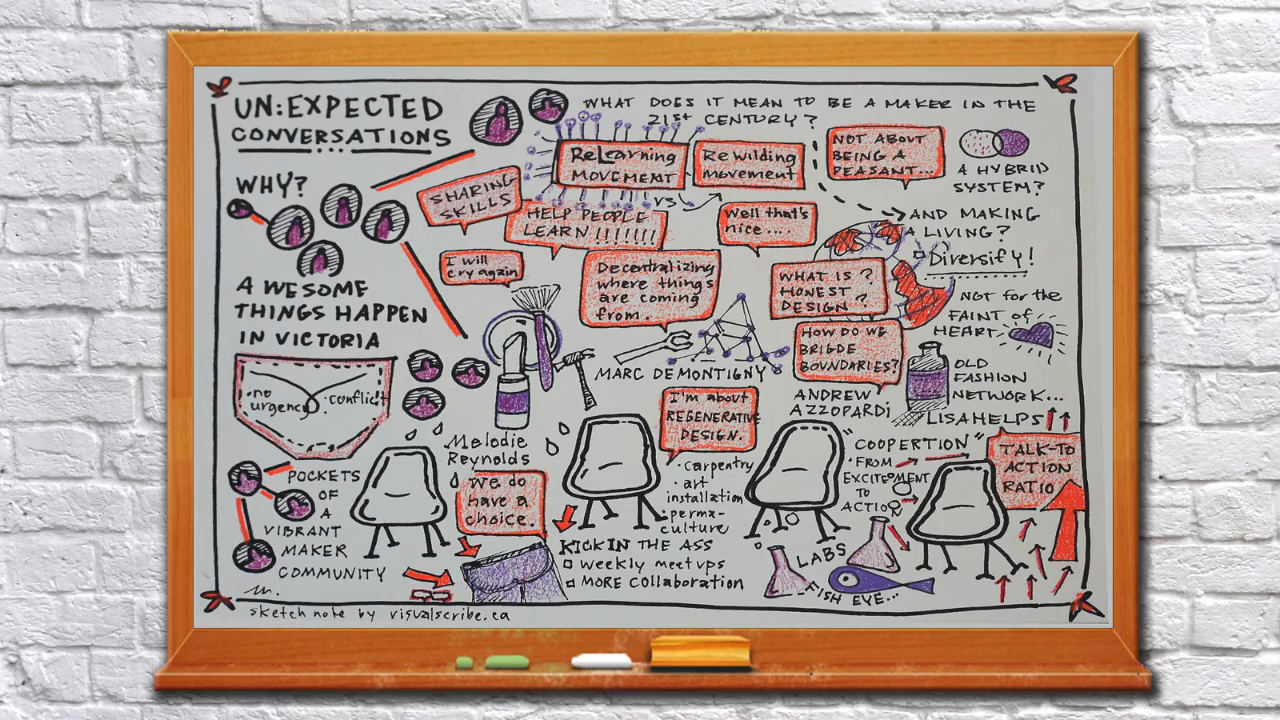 UN:EXPECTED
CONVERSATIONS
WHY?
AWESOME
THINGS HAPPEN
IN VICTORIA
no
urgency
conflict
POCKETS
OF
A
VIBRANT
MAKER
COMMUNITY
sketch note by visualscribe.ca
WHAT DOES IT MEAN TO BE A MAKER IN THE
21st CENTURY?
ReLearning
MOVEMENT
VS
Rewilding
movement
SHARING
SKILLS
HELP PEOPLE
LEARN !!!!!!!
Well that's
nice....
I will
cry again
Decentralizing
where things
are coming
from.
NOT ABOUT
BEING A
PEASANT...
A HYBRID
SYSTEM?
AND MAKING
A LIVING?
Diversify!
WHAT IS ?
HONEST
DESIGN ?
HOW DO WE
BRIGDE
BOUNDARIES?
NOT for the
FAINT of
HEART
OLD
FASHION
NETWORK...
MARC DEMONTIGNY
ANDREW
AZZOPARDi
LISA HELPS
Melodie
Reynolds
We do
have a
choice.
I'm about
REGENERATIVE
DESIGN.
carpentry
art
installation
perma-
culture
KICK IN THE ASS
weekly meetups
MORE collaboration
"COOPERTION"
FROM
EXCITEMENT
TO
ACTION
TALK-TO
ACTION
RATIO
LABS
FISH EYE...